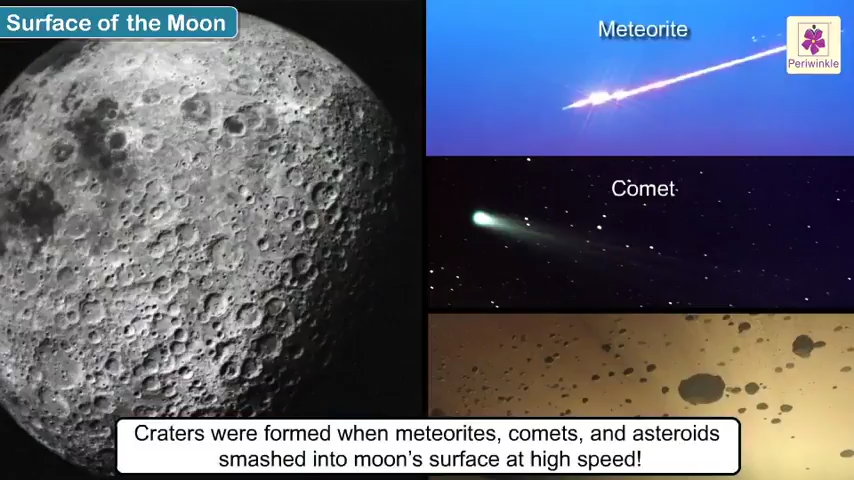 Surface of the Moon
Meteorite
Periwinkle
Comet
Craters were formed when meteorites, comets, and asteroids
smashed into moon's surface at high speed!